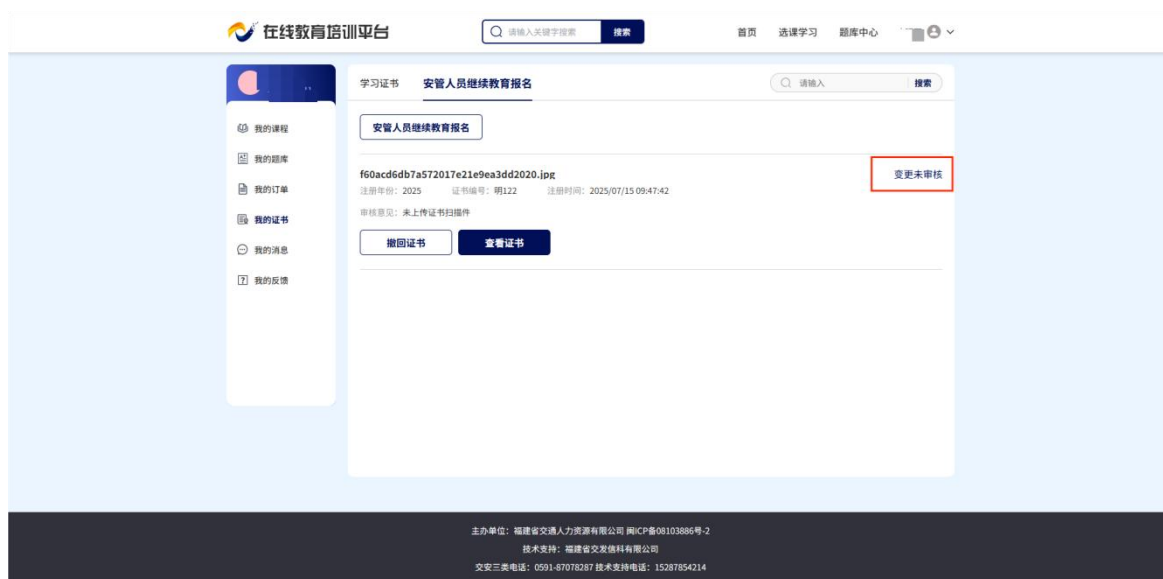 在线教育培训平台
请输入关键字搜索 搜索
首页 选课学习 题库中心
学习证书 安管人员继续教育报名
请输入 搜索
我的课程
我的题库
我的订单
我的证书
我的消息
我的反馈
安管人员继续教育报名
f60acd6db7a572017e21e9ea3dd2020.jpg
变更未审核
注册年份：2025 证书编号：明122 注册时间：2025/07/15 09:47:42
审核意见：未上传证书扫描件
撤回证书 查看证书
主办单位：福建省交通人力资源有限公司 闽ICP备08103886号-2
技术支持：福建省交发信科有限公司
交安三类电话：0591-87078287 技术支持电话：15287854214